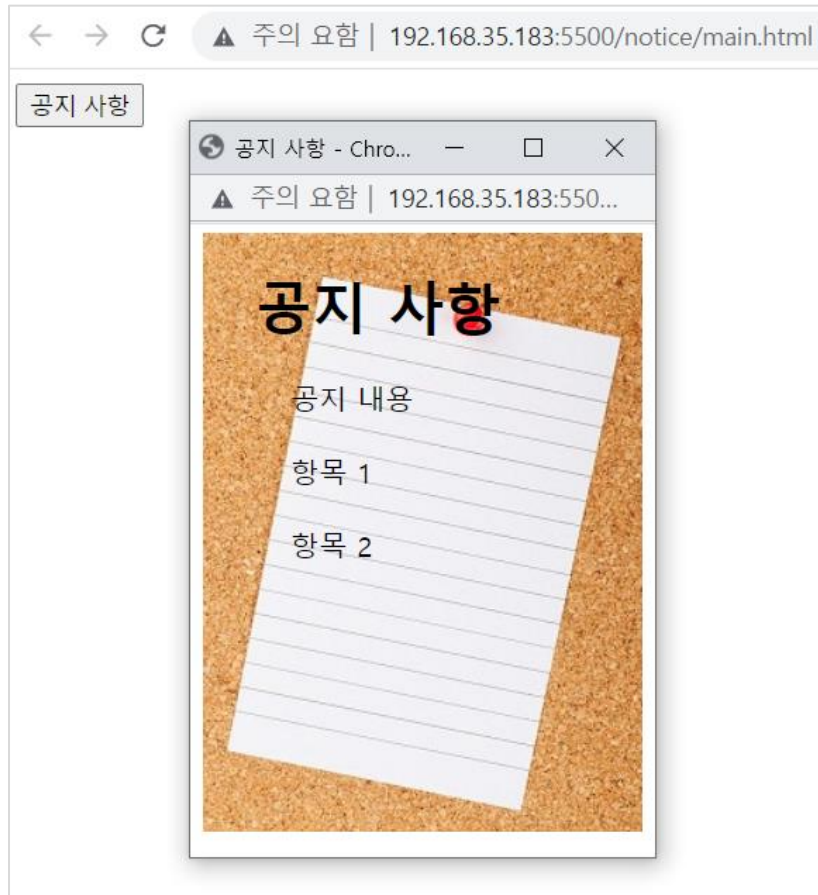 주의 요함 | 192.168.35.183:5500/notice/main.html
공지 사항
공지 사항 - Chro...
주의 요함 | 192.168.35.183:550...
공지 사항
공지 내용
항목 1
항목 2